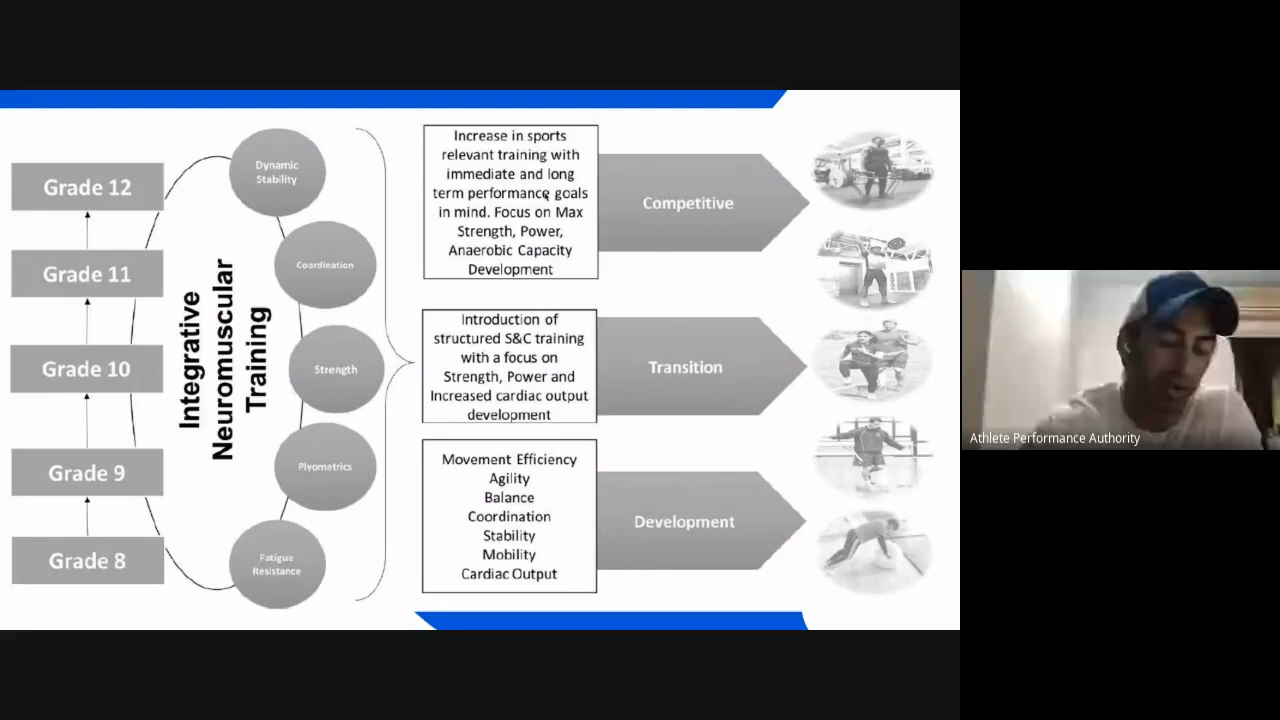 Grade 12
Grade 11
Grade 10
Grade 9
Grade 8
Integrative
Neuromuscular
Training
Dynamic
Stability
Coordination
Strength
Plyometrics
Fatigue
Resistance
Increase in sports
relevant training with
immediate and long
term performance goals
in mind. Focus on Max
Strength, Power,
Anaerobic Capacity
Development
Competitive
Introduction of
structured S&C training
with a focus on
Strength, Power and
Increased cardiac output
development
Transition
Movement Efficiency
Agility
Balance
Coordination
Stability
Mobility
Cardiac Output
Development
Athlete Performance Authority